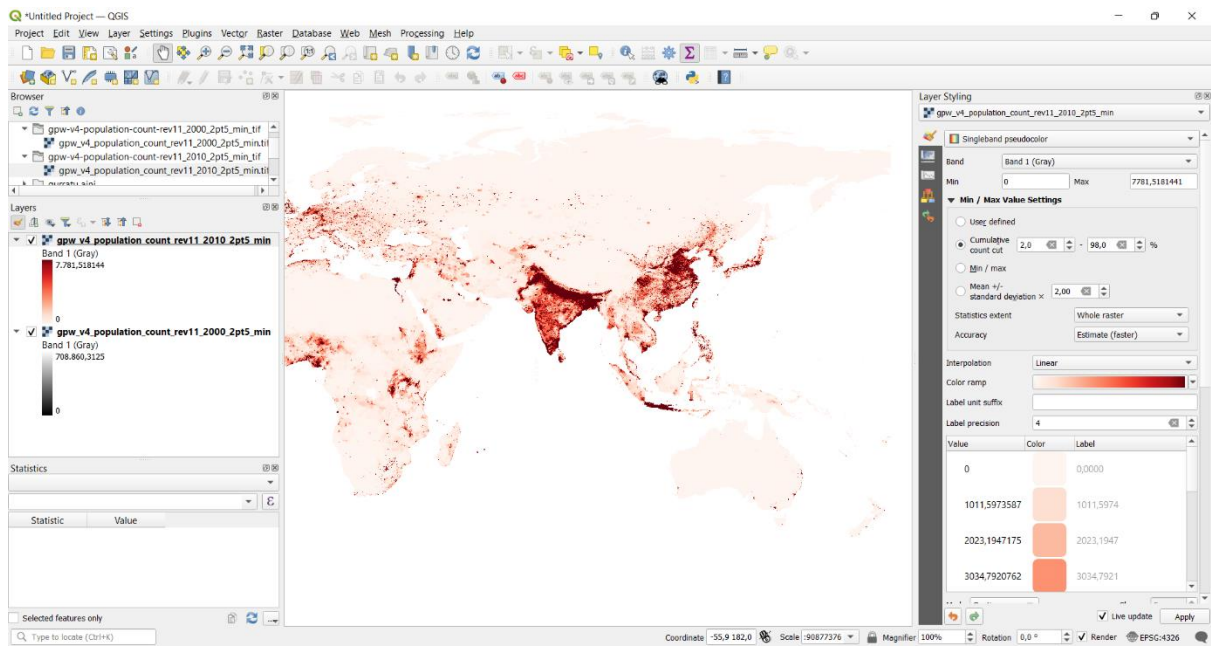 *Untitled Project — QGIS
Project Edit View Layer Settings Plugins Vector Raster Database Web Mesh Processing Help
Browser
gpw-v4-population-count-rev11_2000_2pt5_min_tif
gpw_v4_population_count_rev11_2000_2pt5_min.tif
gpw-v4-population-count-rev11_2010_2pt5_min_tif
gpw_v4_population_count_rev11_2010_2pt5_min.tif
Layers
gpw_v4_population_count_rev11_2010_2pt5_min
Band 1 (Gray)
7.781,518144
0
gpw_v4_population_count_rev11_2000_2pt5_min
Band 1 (Gray)
708.860,3125
0
Statistics
Statistic Value
Selected features only
Type to locate (Ctrl+K)
Layer Styling
gpw_v4_population_count_rev11_2010_2pt5_min
Singleband pseudocolor
Band Band 1 (Gray)
Min 0 Max 7781,5181441
Min / Max Value Settings
User defined
Cumulative
count cut 2,0 - 98,0 %
Min / max
Mean +/-
standard deviation × 2,00
Statistics extent Whole raster
Accuracy Estimate (faster)
Interpolation Linear
Color ramp
Label unit suffix
Label precision 4
Value Color Label
0 0,0000
1011,5973587 1011,5974
2023,1947175 2023,1947
3034,7920762 3034,7921
Live update Apply
Coordinate -55,9 182,0 Scale :90877376 Magnifier 100% Rotation 0,0 ° Render EPSG:4326